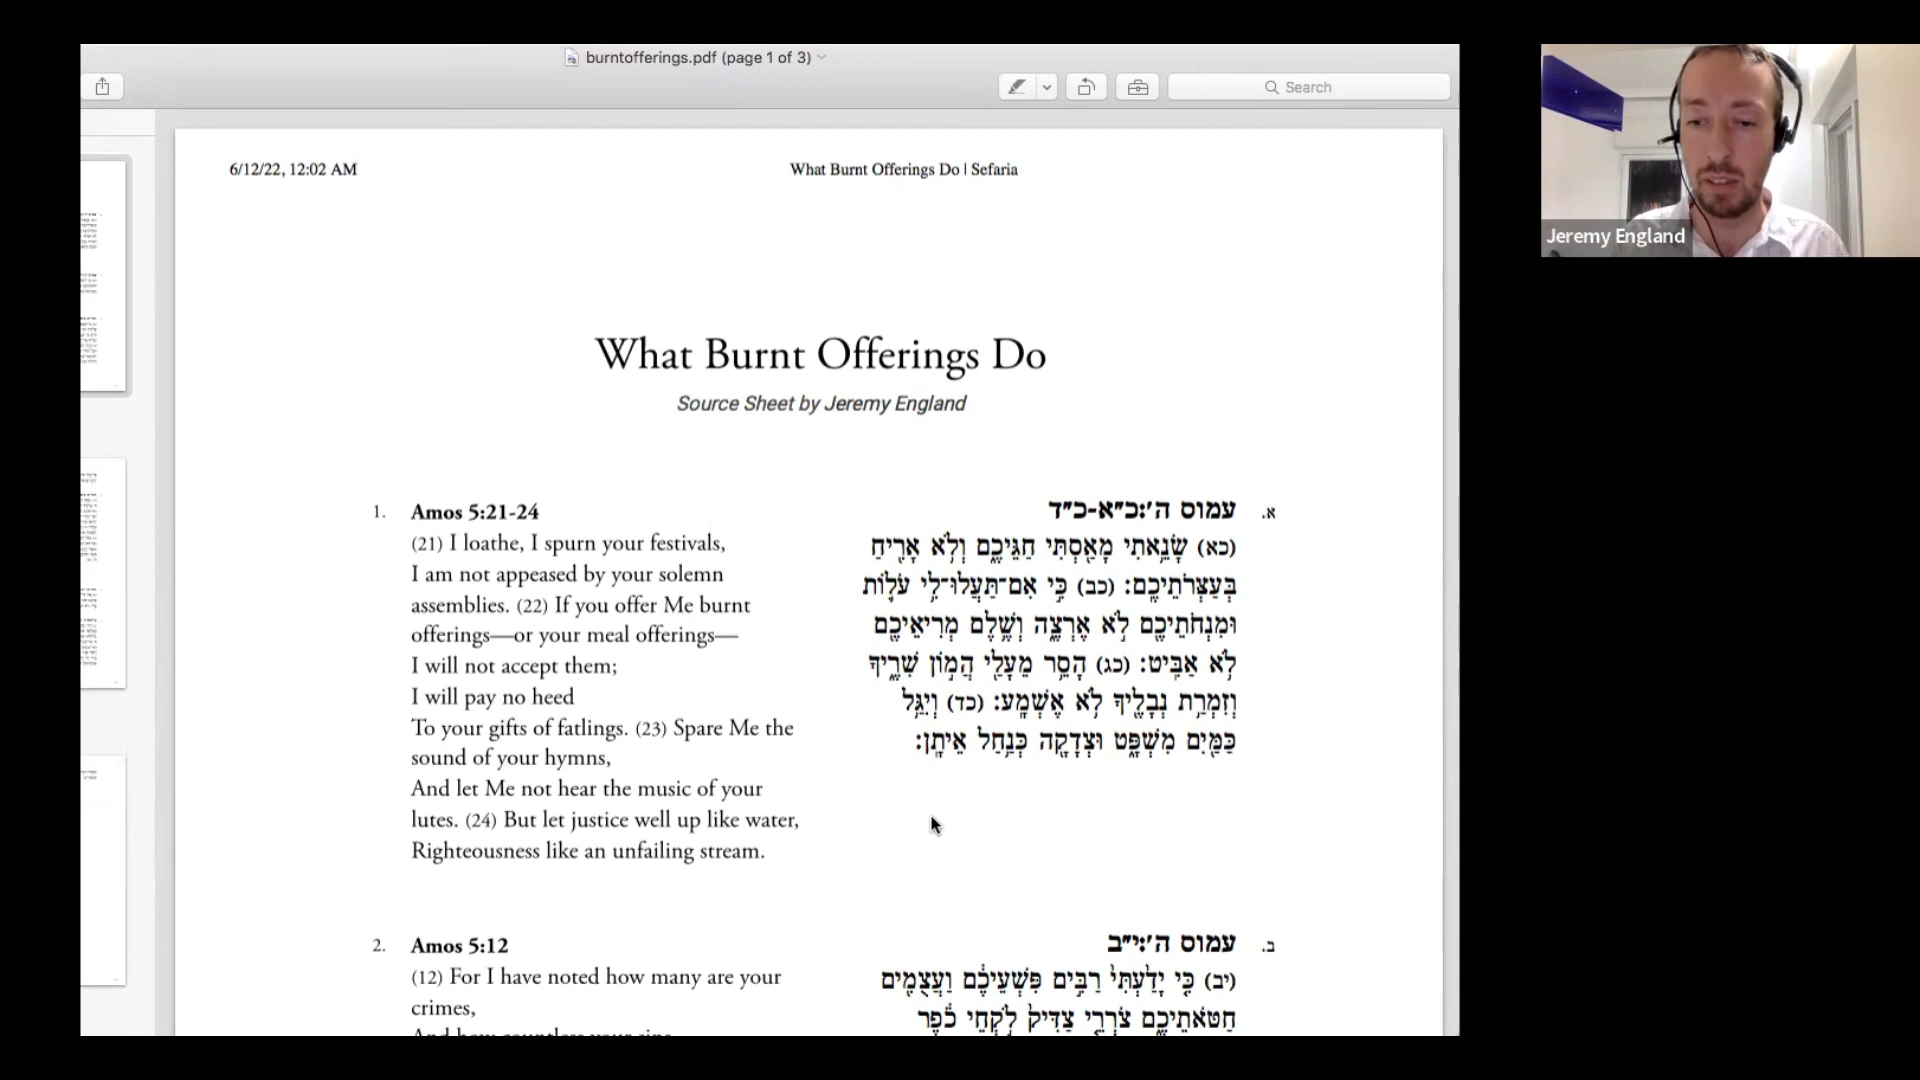 burntofferings.pdf (page 1 of 3)
Search
6/12/22, 12:02 AM
What Burnt Offerings Do | Sefaria
What Burnt Offerings Do
Source Sheet by Jeremy England
1.
Amos 5:21-24
(21) I loathe, I spurn your festivals,
I am not appeased by your solemn
assemblies. (22) If you offer Me burnt
offerings—or your meal offerings—
I will not accept them;
I will pay no heed
To your gifts of fatlings. (23) Spare Me the
sound of your hymns,
And let Me not hear the music of your
lutes. (24) But let justice well up like water,
Righteousness like an unfailing stream.
א.
עמוס ה׳:כ״א-כ״ד
(כא) שָׂנֵ֥אתִי מָאַ֖סְתִּי חַגֵּיכֶ֑ם וְלֹ֥א אָרִ֖יחַ
בְּעַצְּרֹתֵיכֶֽם׃ (כב) כִּ֣י אִם־תַּעֲלוּ־לִ֥י עֹל֛וֹת
וּמִנְחֹתֵיכֶ֖ם לֹ֣א אֶרְצֶ֑ה וְשֶׁ֥לֶם מְרִיאֵיכֶ֖ם
לֹ֥א אַבִּֽיט׃ (כג) הָסֵ֥ר מֵעָלַ֖י הֲמ֣וֹן שִׁרֶ֑יךָ
וְזִמְרַ֥ת נְבָלֶ֖יךָ לֹ֥א אֶשְׁמָֽע׃ (כד) וְיִגַּ֥ל
כַּמַּ֖יִם מִשְׁפָּ֑ט וּצְדָקָ֖ה כְּנַ֥חַל אֵיתָֽן׃
2.
Amos 5:12
(12) For I have noted how many are your
crimes,
ב.
עמוס ה׳:י״ב
(יב) כִּ֤י יָדַ֙עְתִּי֙ רַבִּ֣ים פִּשְׁעֵיכֶ֔ם וַעֲצֻמִ֖ים
חַטֹּאתֵיכֶ֑ם צֹרְרֵ֤י צַדִּיק֙ לֹ֣קְחֵי כֹ֔פֶר
Jeremy England